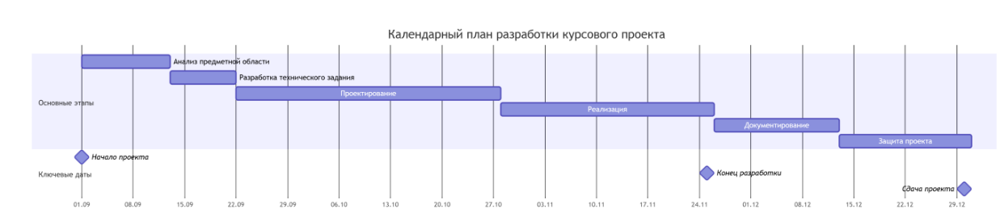 Календарный план разработки курсового проекта
Анализ предметной области
Разработка технического задания
Проектирование
Основные этапы
Реализация
Документирование
Защита проекта
Начало проекта
Ключевые даты
Конец разработки
Сдача проекта
01.09 08.09 15.09 22.09 29.09 06.10 13.10 20.10 27.10 03.11 10.11 17.11 24.11 01.12 08.12 15.12 22.12 29.12